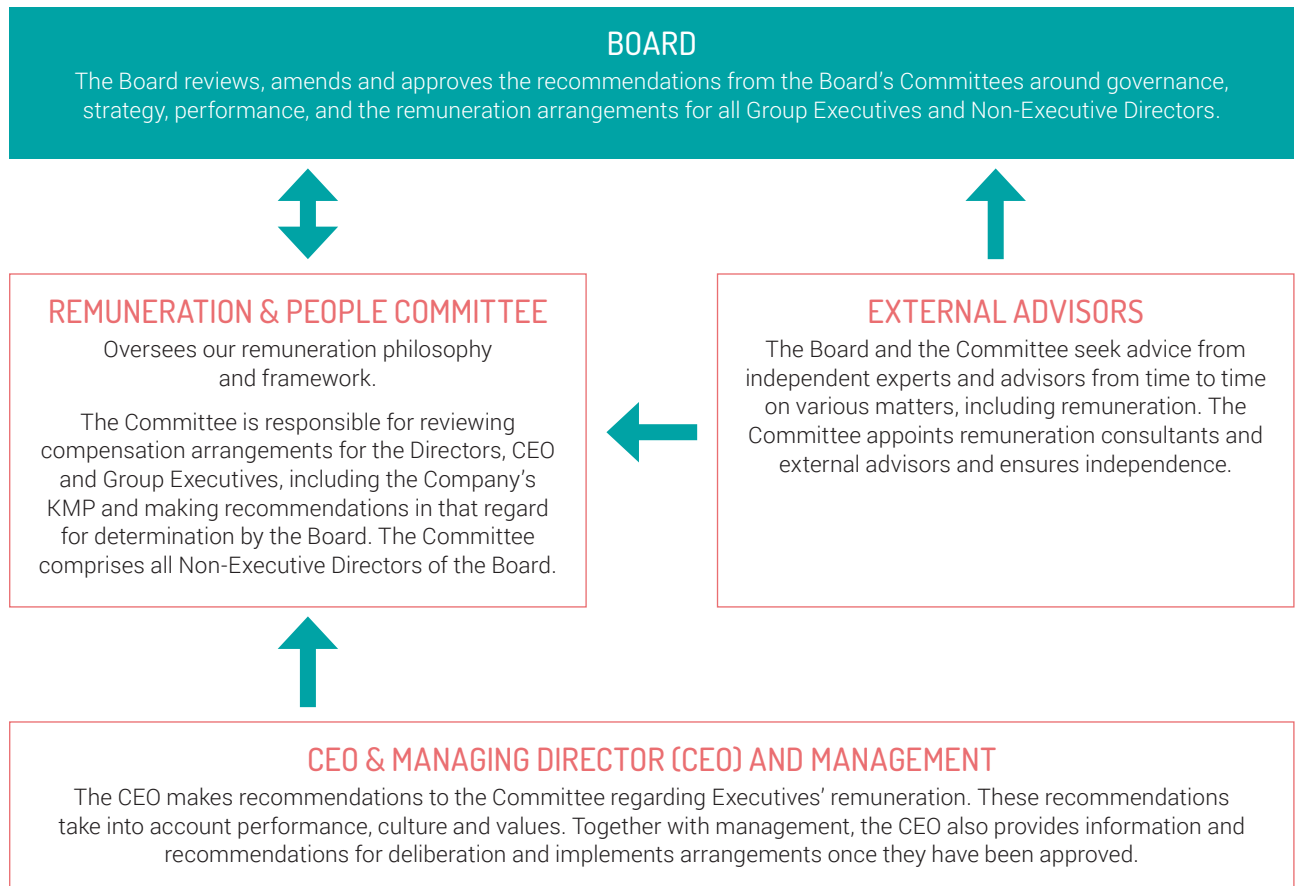 BOARD
The Board reviews, amends and approves the recommendations from the Board’s Committees around governance,
strategy, performance, and the remuneration arrangements for all Group Executives and Non-Executive Directors.
REMUNERATION & PEOPLE COMMITTEE
Oversees our remuneration philosophy
and framework.
The Committee is responsible for reviewing
compensation arrangements for the Directors, CEO
and Group Executives, including the Company’s
KMP and making recommendations in that regard
for determination by the Board. The Committee
comprises all Non-Executive Directors of the Board.
EXTERNAL ADVISORS
The Board and the Committee seek advice from
independent experts and advisors from time to time
on various matters, including remuneration. The
Committee appoints remuneration consultants and
external advisors and ensures independence.
CEO & MANAGING DIRECTOR (CEO) AND MANAGEMENT
The CEO makes recommendations to the Committee regarding Executives’ remuneration. These recommendations
take into account performance, culture and values. Together with management, the CEO also provides information and
recommendations for deliberation and implements arrangements once they have been approved.